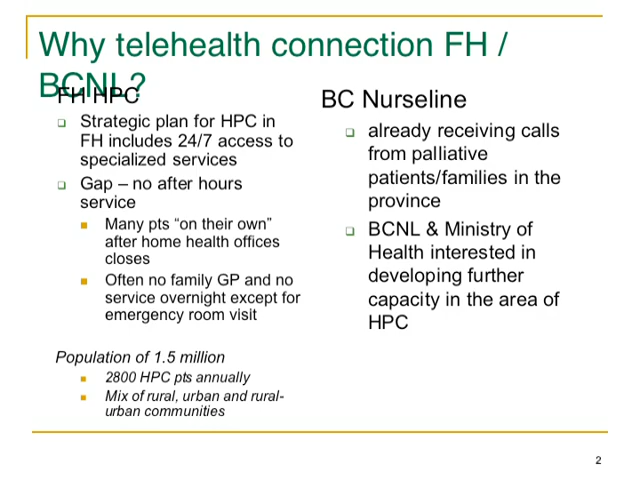 Why telehealth connection FH /
BCNL?
FH HPC
Strategic plan for HPC in
FH includes 24/7 access to
specialized services
Gap – no after hours
service
Many pts “on their own”
after home health offices
closes
Often no family GP and no
service overnight except for
emergency room visit
Population of 1.5 million
2800 HPC pts annually
Mix of rural, urban and rural-
urban communities
BC Nurseline
already receiving calls
from palliative
patients/families in the
province
BCNL & Ministry of
Health interested in
developing further
capacity in the area of
HPC
2